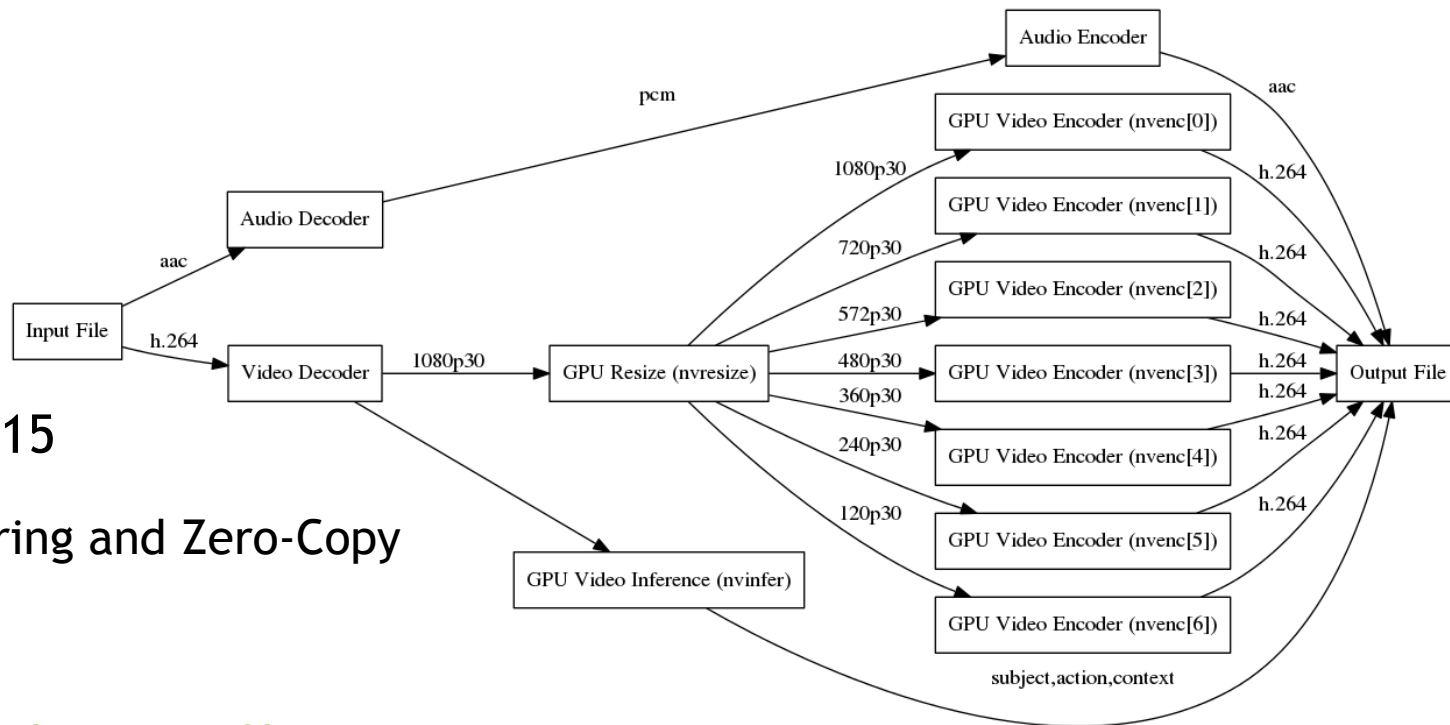 Audio Encoder
aac
pcm
GPU Video Encoder (nvenc[0])
1080p30
h.264
Audio Decoder
GPU Video Encoder (nvenc[1])
aac
720p30
h.264
GPU Video Encoder (nvenc[2])
Input File
572p30
h.264
h.264
Video Decoder
1080p30
GPU Resize (nvresize)
480p30
GPU Video Encoder (nvenc[3])
h.264
Output File
360p30
h.264
15
240p30
GPU Video Encoder (nvenc[4])
h.264
ring and Zero-Copy
120p30
GPU Video Encoder (nvenc[5])
h.264
GPU Video Inference (nvinfer)
GPU Video Encoder (nvenc[6])
subject,action,context